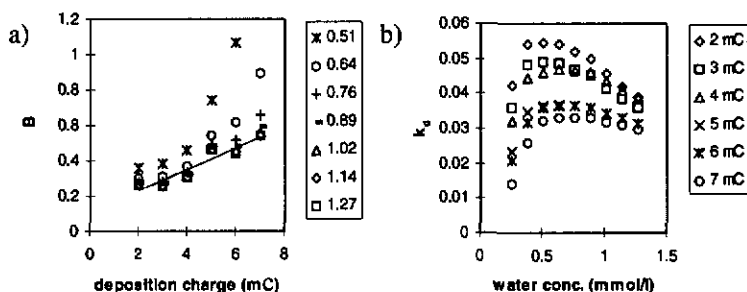 a)
1.2
1
0.8
0.6
0.4
0.2
0
B
0 2 4 6 8
deposition charge (mC)
0.51
0.64
0.76
0.89
1.02
1.14
1.27
b)
0.06
0.05
0.04
0.03
0.02
0.01
0
kd
0 0.5 1 1.5
water conc. (mmol/l)
2 mC
3 mC
4 mC
5 mC
6 mC
7 mC